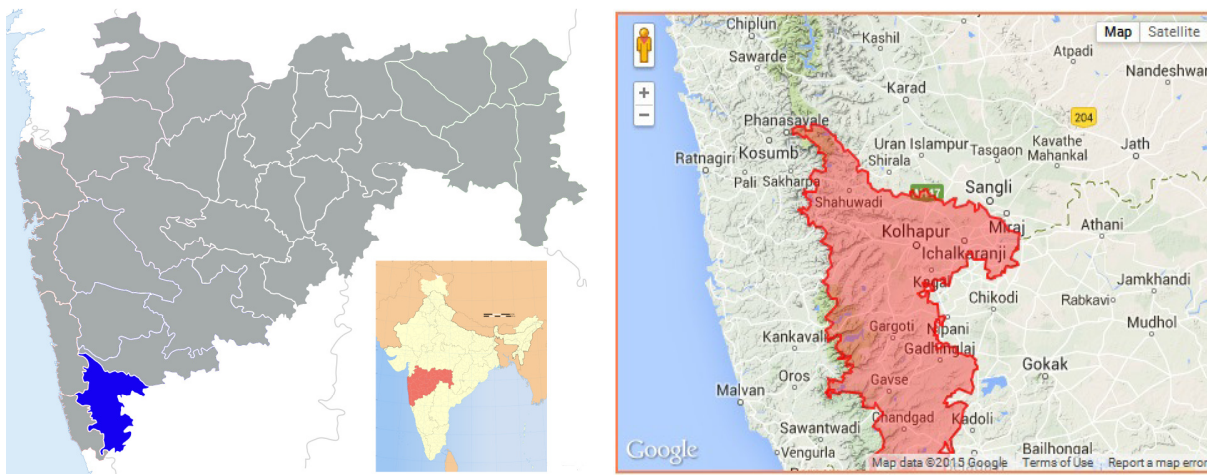 Chiplun
Map
Satellite
Kashil
Atpadi
Sawarde
Nandeshwar
Karad
204
Phanasavale
Uran Islampur
Kavathe
Mahankal
Tasgaon
Jath
Ratnagiri
Kosumb
Shirala
Pali
Sakharpa
Sangli
Shahuwadi
Miraj
Athani
Kolhapur
Ichalkaranji
Kagal
Jamkhandi
Chikodi
Rabkavi
Mudhol
Kankavali
Gargoti
Nipani
Gadhinglaj
Gokak
Oros
Gavse
Malvan
Chandgad
Kadoli
Sawantwadi
Bailhongal
Vengurla
Google
Map data ©2015 Google
Terms of Use
Report a map error